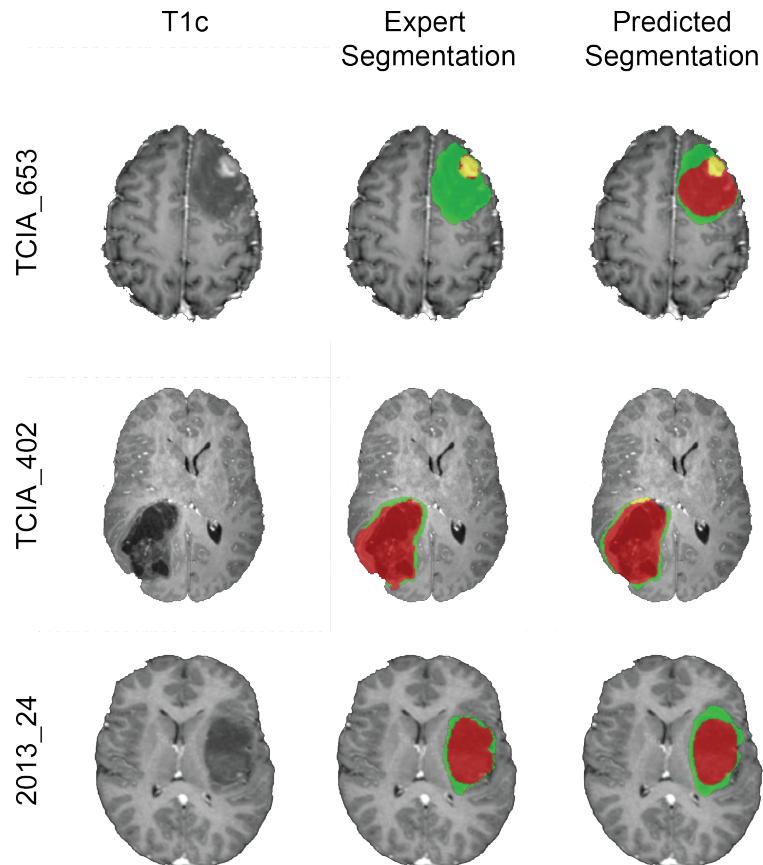 T1c
Expert
Segmentation
Predicted
Segmentation
TCIA_653
TCIA_402
2013_24